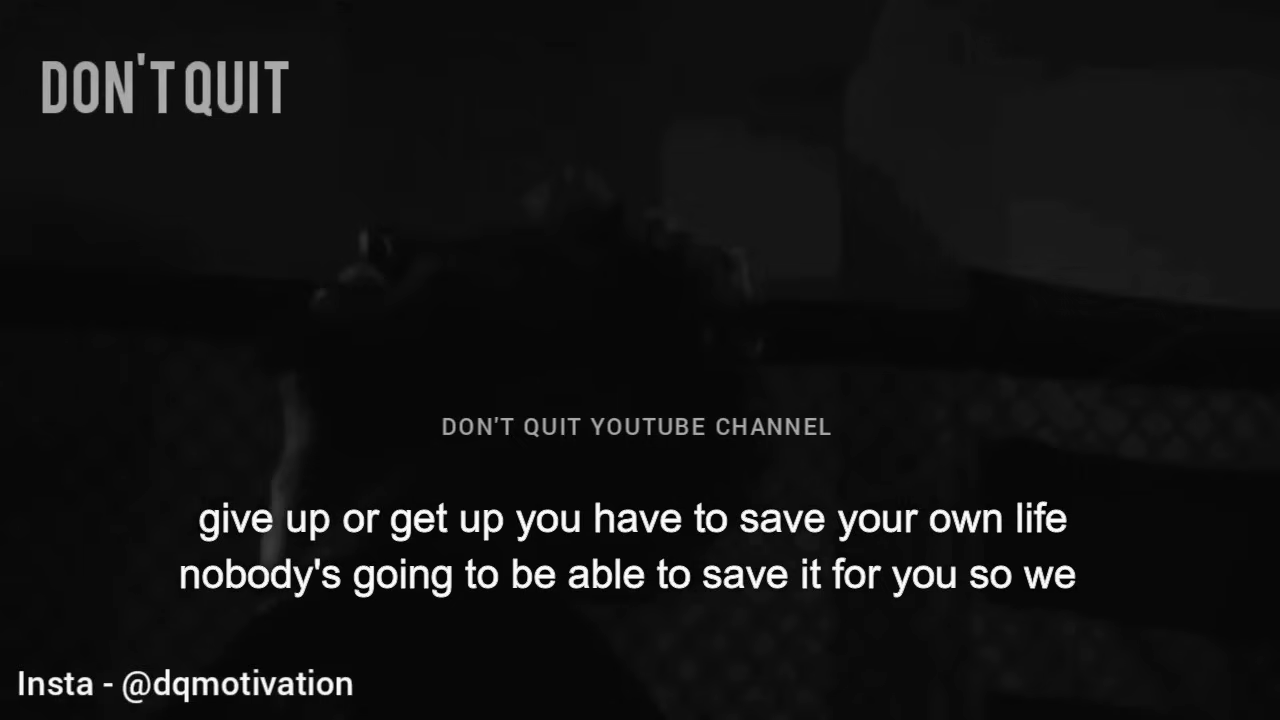 DON'T QUIT
DON'T QUIT YOUTUBE CHANNEL
give up or get up you have to save your own life
nobody's going to be able to save it for you so we
Insta - @dqmotivation